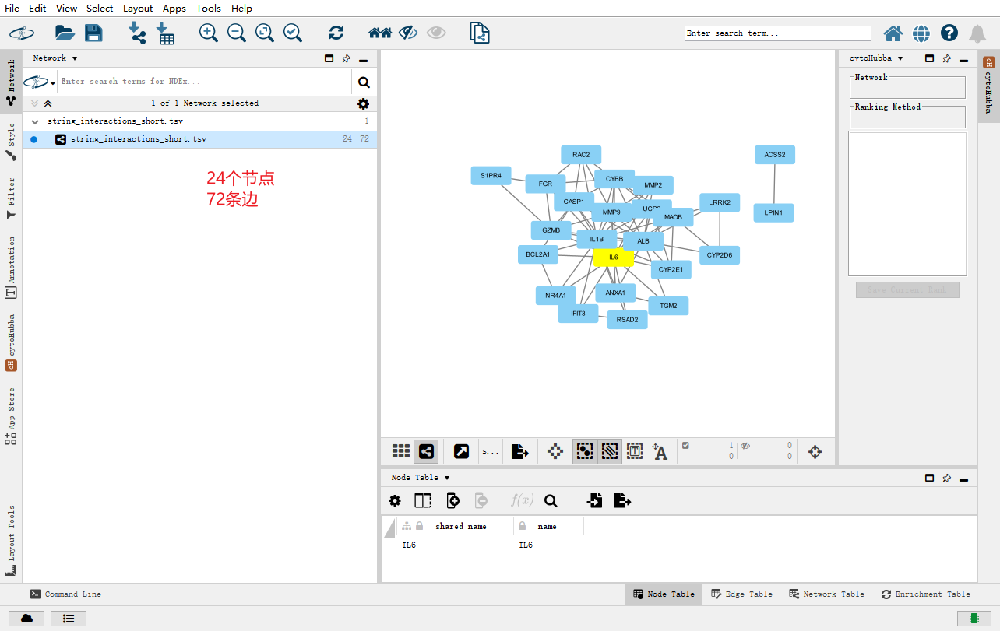 File Edit View Select Layout Apps Tools Help
Enter search term...
Network
Style
Filter
Annotation
cH cytoHubba
App Store
Layout Tools
Network
Enter search terms for NDEx...
1 of 1 Network selected
string_interactions_short.tsv 1
string_interactions_short.tsv 24 72
24个节点
72条边
RAC2
ACSS2
S1PR4
CYBB
FGR
MMP2
CASP1
LRRK2
UCP2
MMP9
LPIN1
MAOB
GZMB
IL1B
ALB
BCL2A1
IL6
CYP2D6
CYP2E1
NR4A1
ANXA1
TGM2
IFIT3
RSAD2
s...
T
A
1 0
0 0
cytoHubba
Network
Ranking Method
Save Current Rank
cH cytoHubba
Node Table
f(x)
shared name name
IL6 IL6
Command Line
Node Table Edge Table Network Table Enrichment Table